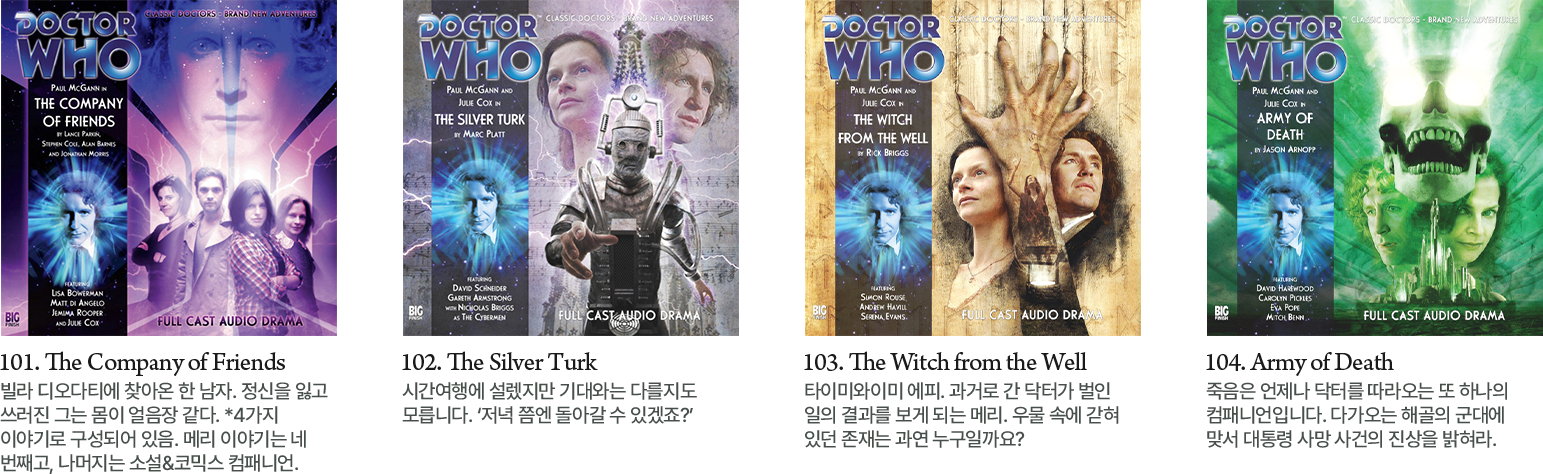 DOCTOR
WHO
CLASSIC DOCTORS - BRAND NEW ADVENTURES
PAUL MCGANN IN
THE COMPANY
OF FRIENDS
BY LANCE PARKIN,
STEPHEN COLE, ALAN BARNES
AND JONATHAN MORRIS
FEATURING
LISA BOWERMAN
MATT DI ANGELO
JEMIMA ROOPER
AND JULIE COX
BIG
FINISH
FULL CAST AUDIO DRAMA
101. The Company of Friends
빌라 디오다티에 찾아온 한 남자. 정신을 잃고
쓰러진 그는 몸이 얼음장 같다. *4가지
이야기로 구성되어 있음. 메리 이야기는 네
번째고, 나머지는 소설&코믹스 컴패니언.
DOCTOR
WHO
CLASSIC DOCTORS - BRAND NEW ADVENTURES
PAUL MCGANN AND
JULIE COX IN
THE SILVER TURK
BY MARC PLATT
FEATURING
DAVID SCHNEIDER
GARETH ARMSTRONG
WITH NICHOLAS BRIGGS
AS THE CYBERMEN
BIG
FINISH
FULL CAST AUDIO DRAMA
102. The Silver Turk
시간여행에 설렜지만 기대와는 다를지도
모릅니다. ‘저녁 쯤엔 돌아갈 수 있겠죠?’
DOCTOR
WHO
CLASSIC DOCTORS - BRAND NEW ADVENTURES
PAUL MCGANN AND
JULIE COX IN
THE WITCH
FROM THE WELL
BY RICK BRIGGS
FEATURING
SIMON ROUSE,
ANDREW HAVILL
SERENA EVANS
BIG
FINISH
FULL CAST AUDIO DRAMA
103. The Witch from the Well
타이미와이미 에피. 과거로 간 닥터가 벌인
일의 결과를 보게 되는 메리. 우물 속에 갇혀
있던 존재는 과연 누구일까요?
DOCTOR
WHO
CLASSIC DOCTORS - BRAND NEW ADVENTURES
PAUL MCGANN AND
JULIE COX IN
ARMY OF
DEATH
BY JASON ARNOPP
FEATURING
DAVID HAREWOOD
CAROLYN PICKLES
EVA POPE
MITCH BENN
BIG
FINISH
FULL CAST AUDIO DRAMA
104. Army of Death
죽음은 언제나 닥터를 따라오는 또 하나의
컴패니언입니다. 다가오는 해골의 군대에
맞서 대통령 사망 사건의 진상을 밝혀라.